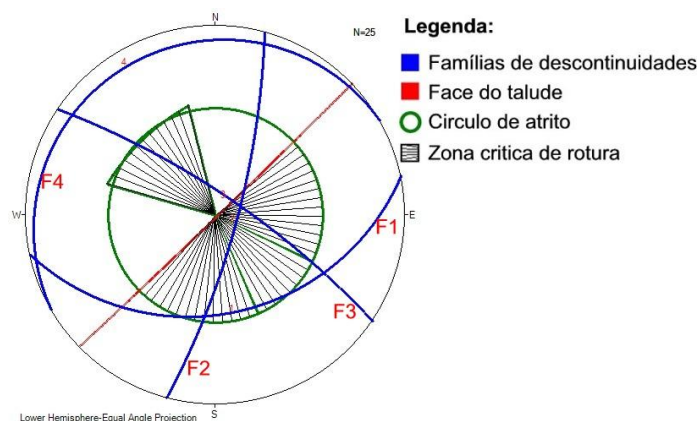 N
N=25
Legenda:
Famílias de descontinuidades
Face do talude
Circulo de atrito
Zona critica de rotura
4
F4
W
E
F1
F3
F2
S
Lower Hemisphere-Equal Angle Projection